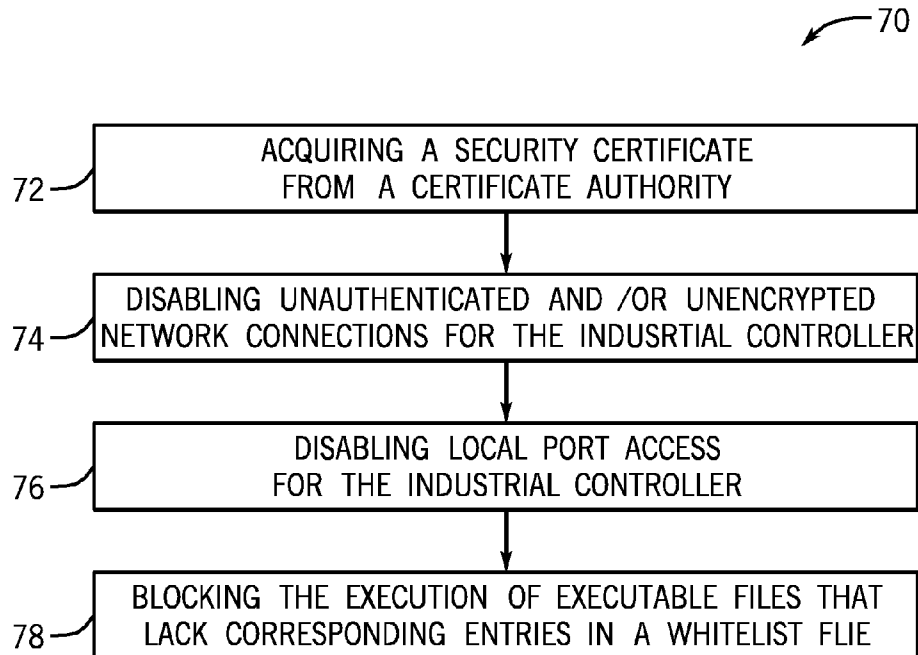 70
72
ACQUIRING A SECURITY CERTIFICATE
FROM A CERTIFICATE AUTHORITY
74
DISABLING UNAUTHENTICATED AND /OR UNENCRYPTED
NETWORK CONNECTIONS FOR THE INDUSRTIAL CONTROLLER
76
DISABLING LOCAL PORT ACCESS
FOR THE INDUSTRIAL CONTROLLER
78
BLOCKING THE EXECUTION OF EXECUTABLE FILES THAT
LACK CORRESPONDING ENTRIES IN A WHITELIST FLIE